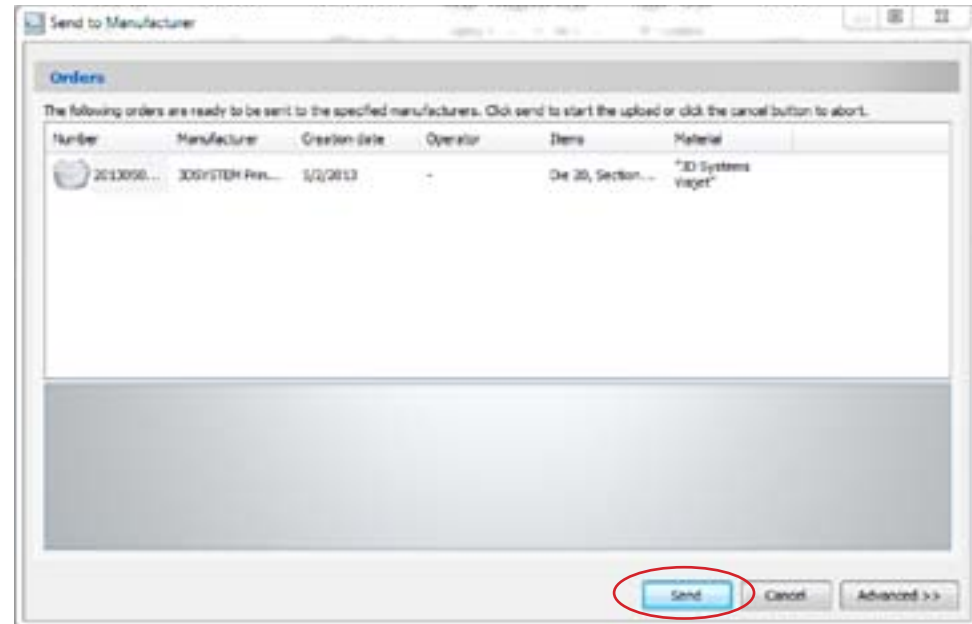 Send to Manufacturer
Orders
The following orders are ready to be sent to the specified manufacturers. Click send to start the upload or click the cancel button to abort.
Number Manufacturer Creation date Operator Items Material
2013050... 3DSYSTEM Prin... 5/2/2013 - Die 20, Section... "3D Systems
Visijet"
Send Cancel Advanced >>